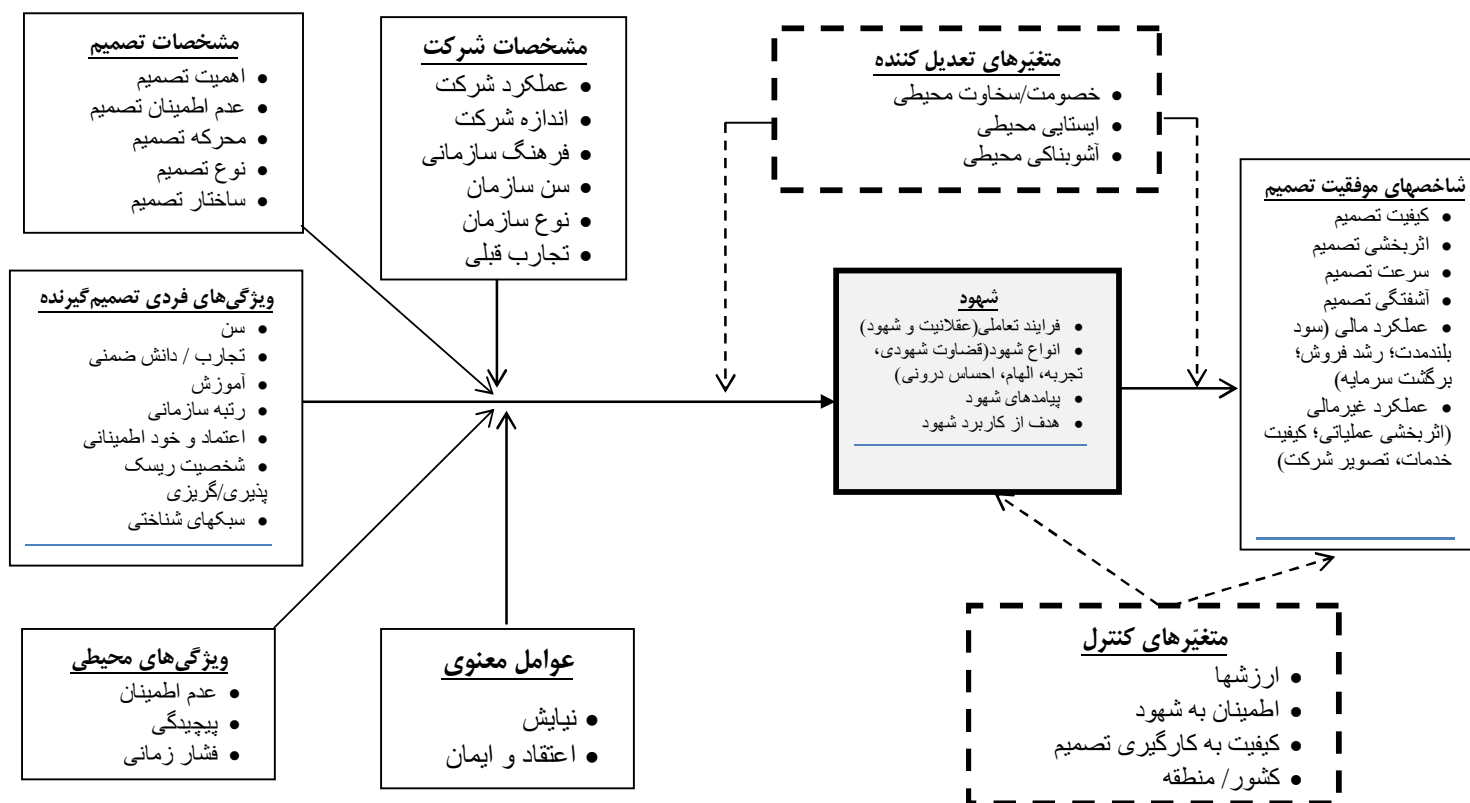 مشخصات تصمیم
• اهمیت تصمیم
• عدم اطمینان تصمیم
• محرکه تصمیم
• نوع تصمیم
• ساختار تصمیم
مشخصات شرکت
• عملکرد شرکت
• اندازه شرکت
• فرهنگ سازمانی
• سن سازمان
• نوع سازمان
• تجارب قبلی
متغیّرهای تعدیل کننده
• خصومت/سخاوت محیطی
• ایستایی محیطی
• آشوبناکی محیطی
شاخصهای موفقیت تصمیم
• کیفیت تصمیم
• اثربخشی تصمیم
• سرعت تصمیم
• آشفتگی تصمیم
• عملکرد مالی (سود
بلندمدت؛ رشد فروش؛
برگشت سرمایه)
• عملکرد غیرمالی
(اثربخشی عملیاتی؛ کیفیت
خدمات، تصویر شرکت)
ویژگی‌های فردی تصمیم‌گیرنده
• سن
• تجارب / دانش ضمنی
• آموزش
• رتبه سازمانی
• اعتماد و خود اطمینانی
• شخصیت ریسک
پذیری/گریزی
• سبکهای شناختی
شهود
• فرایند تعاملی(عقلانیت و شهود)
• انواع شهود(قضاوت شهودی،
تجربه، الهام، احساس درونی)
• پیامدهای شهود
• هدف از کاربرد شهود
ویژگی‌های محیطی
• عدم اطمینان
• پیچیدگی
• فشار زمانی
عوامل معنوی
• نیایش
• اعتقاد و ایمان
متغیّرهای کنترل
• ارزشها
• اطمینان به شهود
• کیفیت به کارگیری تصمیم
• کشور/ منطقه